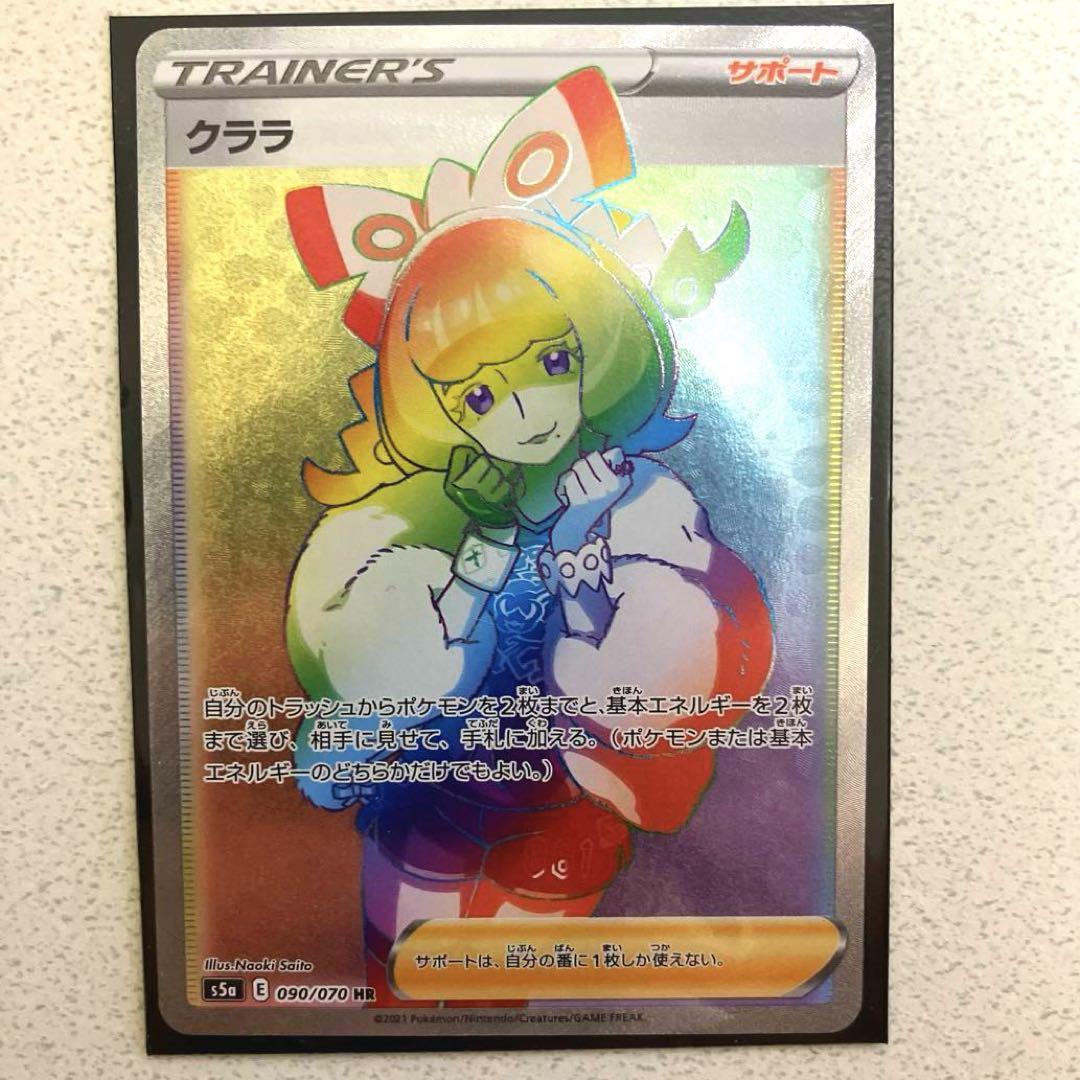 TRAINER'S
サポート
クララ
自分のトラッシュからポケモンを2枚までと、基本エネルギーを2枚
まで選び、相手に見せて、手札に加える。（ポケモンまたは基本
エネルギーのどちらかだけでもよい。）
サポートは、自分の番に1枚しか使えない。
Illus.Naoki Saito
s5a E 090/070 HR
©2021 Pokémon/Nintendo/Creatures/GAME FREAK.